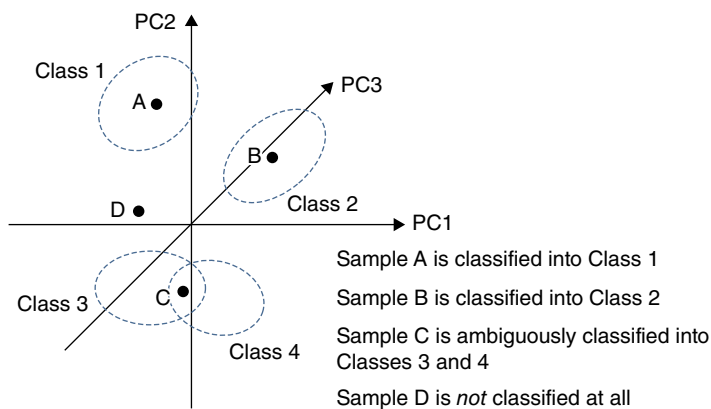 PC2
Class 1
PC3
A
B
Class 2
D
PC1
Sample A is classified into Class 1
Sample B is classified into Class 2
Class 3
C
Sample C is ambiguously classified into
Classes 3 and 4
Class 4
Sample D is not classified at all